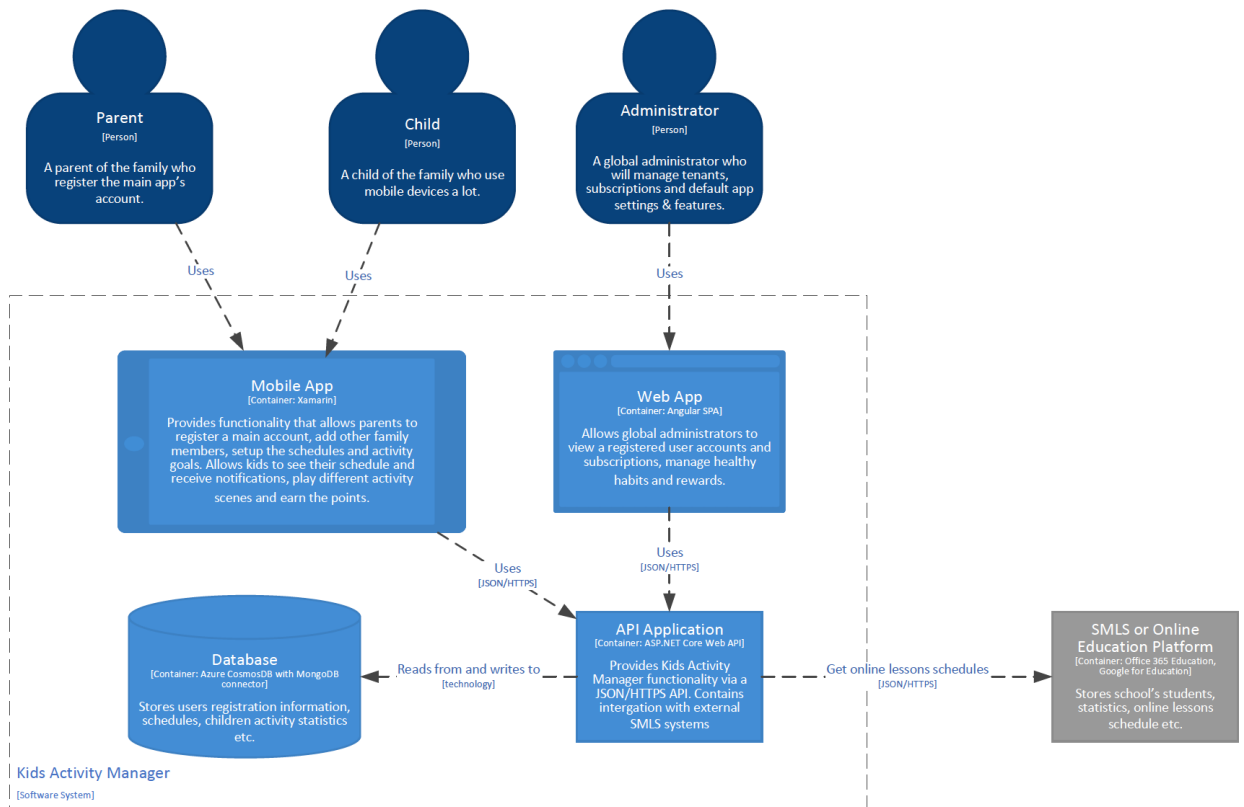 Parent
[Person]
A parent of the family who
register the main app's
account.
Child
[Person]
A child of the family who use
mobile devices a lot.
Administrator
[Person]
A global administrator who
will manage tenants,
subscriptions and default app
settings & features.
Uses
Uses
Uses
Mobile App
[Container: Xamarin]
Provides functionality that allows parents to
register a main account, add other family
members, setup the schedules and activity
goals. Allows kids to see their schedule and
receive notifications, play different activity
scenes and earn the points.
Web App
[Container: Angular SPA]
Allows global administrators to
view a registered user accounts and
subscriptions, manage healthy
habits and rewards.
Uses
[JSON/HTTPS]
Uses
[JSON/HTTPS]
Database
[Container: Azure CosmosDB with MongoDB
connector]
Stores users registration information,
schedules, children activity statistics
etc.
Reads from and writes to
[technology]
API Application
[Container: ASP.NET Core Web API]
Provides Kids Activity
Manager functionality via a
JSON/HTTPS API. Contains
intergation with external
SMLS systems
Get online lessons schedules
[JSON/HTTPS]
SMLS or Online
Education Platform
[Container: Office 365 Education,
Google for Education]
Stores school's students,
statistics, online lessons
schedule etc.
Kids Activity Manager
[Software System]